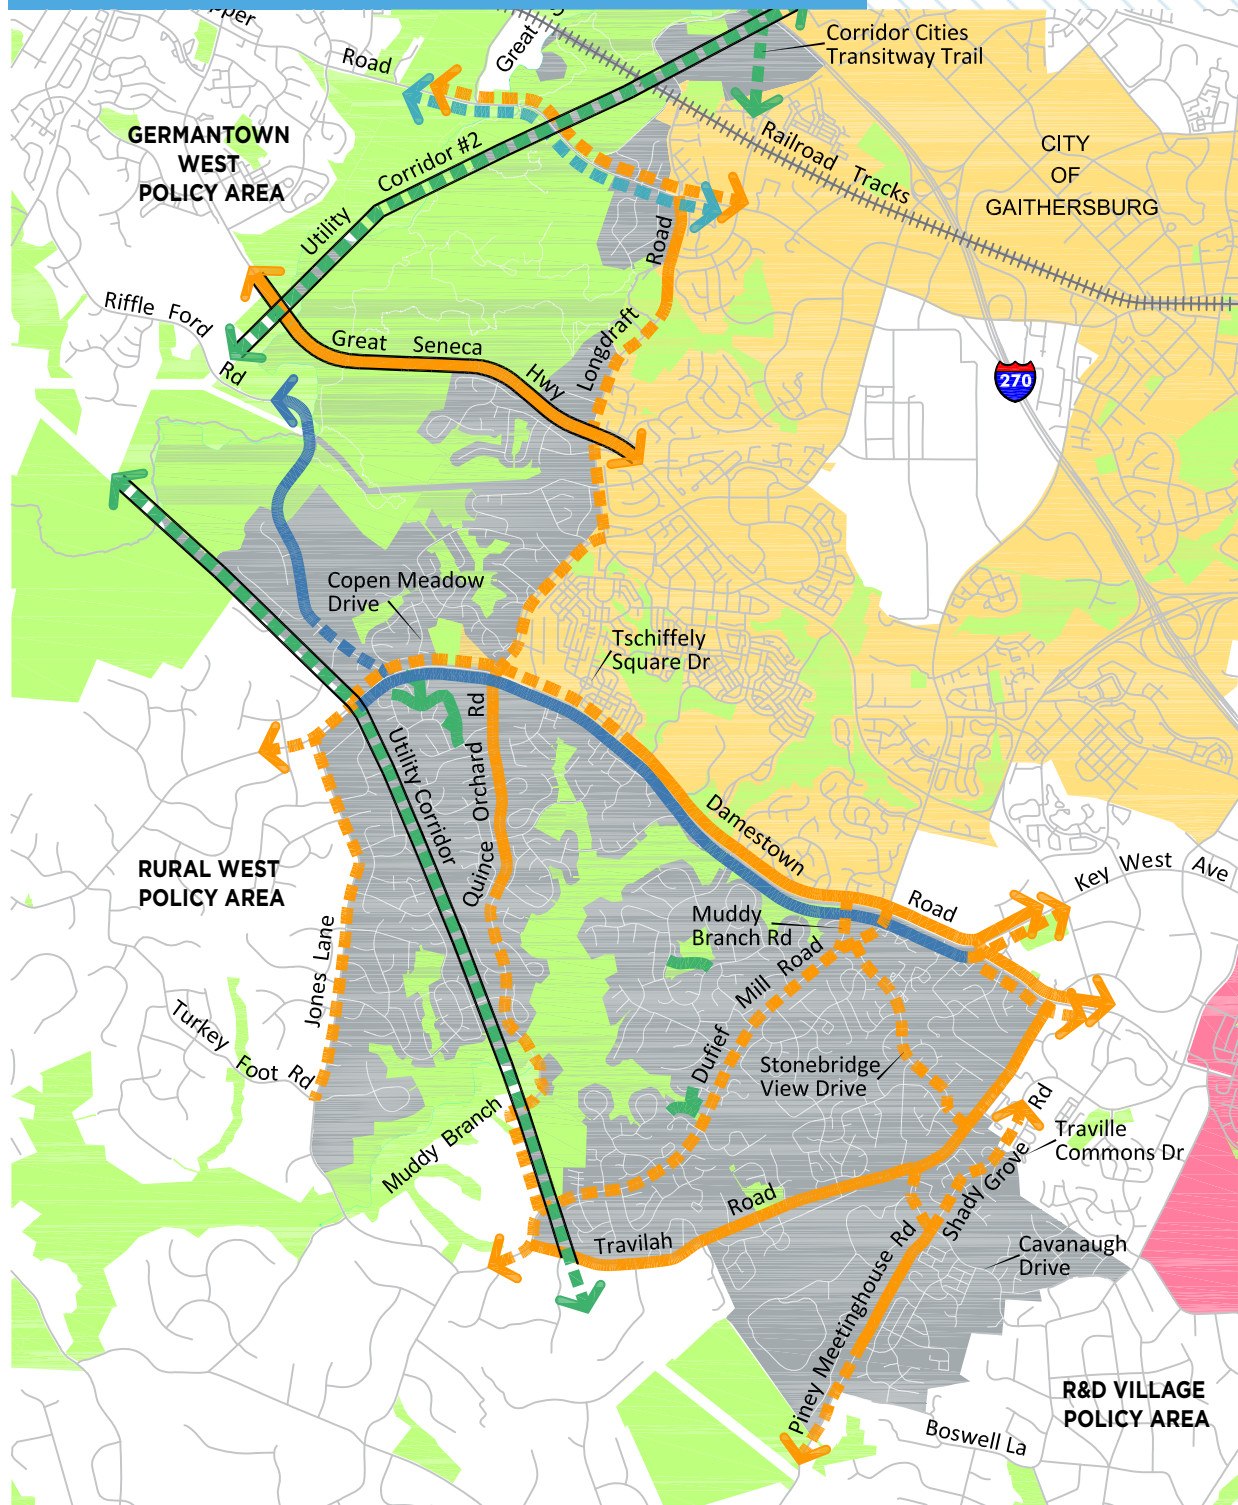 Road
Great
Corridor Cities
Transitway Trail
GERMANTOWN
WEST
POLICY AREA
Corridor #2
Utility
Railroad Tracks
CITY
OF
GAITHERSBURG
Road
Longdraft
Riffle Ford
Rd
Great Seneca
Hwy
270
Copen Meadow
Drive
Tschiffely
Square Dr
Utility Corridor
Quince Orchard Rd
Damestown
Road
Key West Ave
RURAL WEST
POLICY AREA
Jones Lane
Muddy
Branch Rd
Dufief Mill Road
Turkey Foot Rd
Stonebridge
View Drive
Muddy Branch
Shady Grove Rd
Traville
Commons Dr
Travilah
Road
Cavanaugh
Drive
Piney Meetinghouse Rd
R&D VILLAGE
POLICY AREA
Boswell La